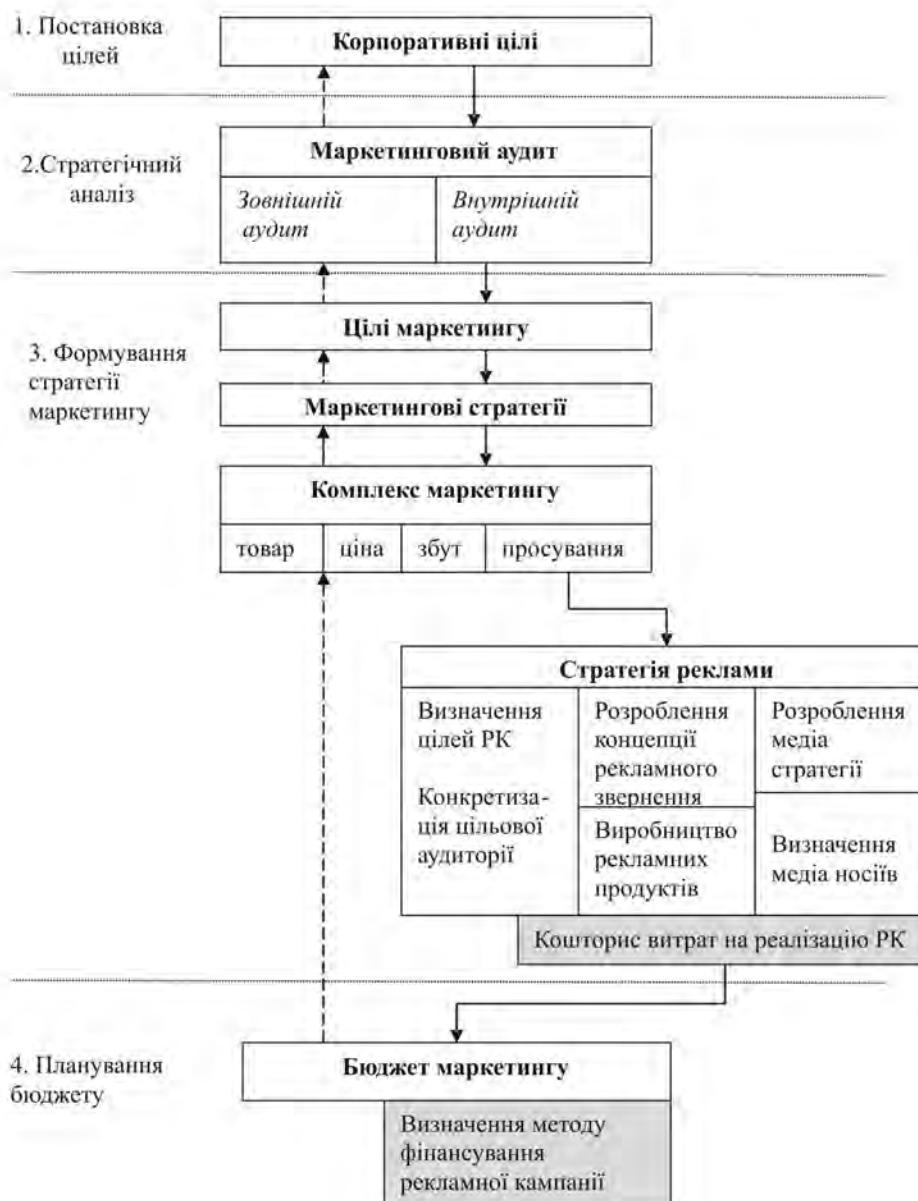 1. Постановка
цілей
Корпоративні цілі
2.Стратегічний
аналіз
Маркетинговий аудит
Зовнішній
аудит
Внутрішній
аудит
3. Формування
стратегії
маркетингу
Цілі маркетингу
Маркетингові стратегії
Комплекс маркетингу
товар
ціна
збут
просування
Стратегія реклами
Визначення
цілей РК
Конкретиза-
ція цільової
аудиторії
Розроблення
концепції
рекламного
звернення
Виробництво
рекламних
продуктів
Розроблення
медіа
стратегії
Визначення
медіа носіїв
Кошторис витрат на реалізацію РК
4. Планування
бюджету
Бюджет маркетингу
Визначення методу
фінансування
рекламної кампанії